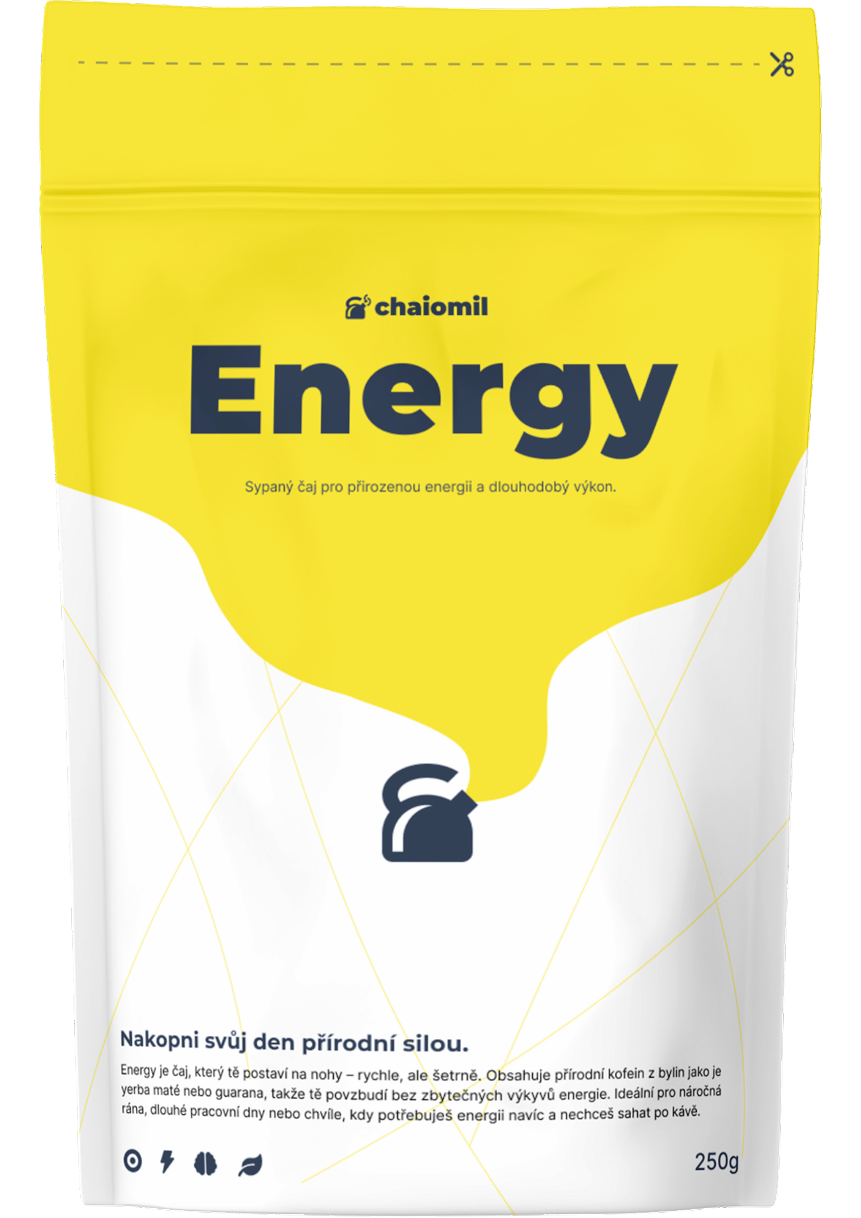 chaiomil
Energy
Sypaný čaj pro přirozenou energii a dlouhodobý výkon.
Nakopni svůj den přírodní silou.
Energy je čaj, který tě postaví na nohy – rychle, ale šetrně. Obsahuje přírodní kofein z bylin jako je
yerba maté nebo guarana, takže tě povzbudí bez zbytečných výkyvů energie. Ideální pro náročná
rána, dlouhé pracovní dny nebo chvíle, kdy potřebuješ energii navíc a nechceš sahat po kávě.
250g